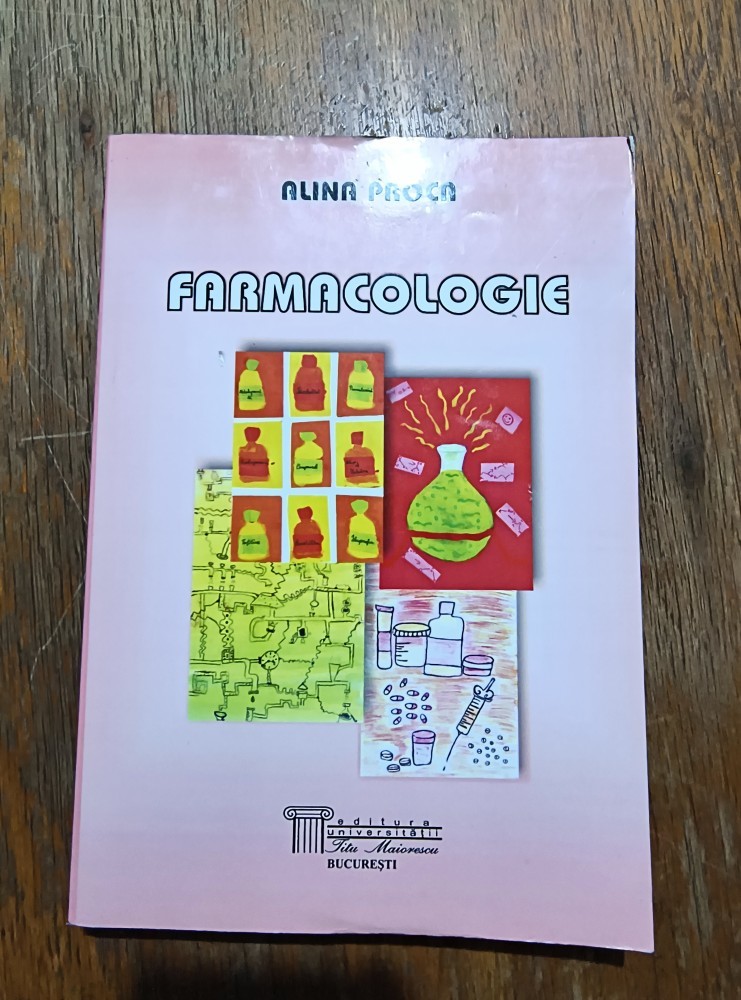 ALINA PROCA
FARMACOLOGIE
editura
universității
Titu Maiorescu
BUCUREȘTI